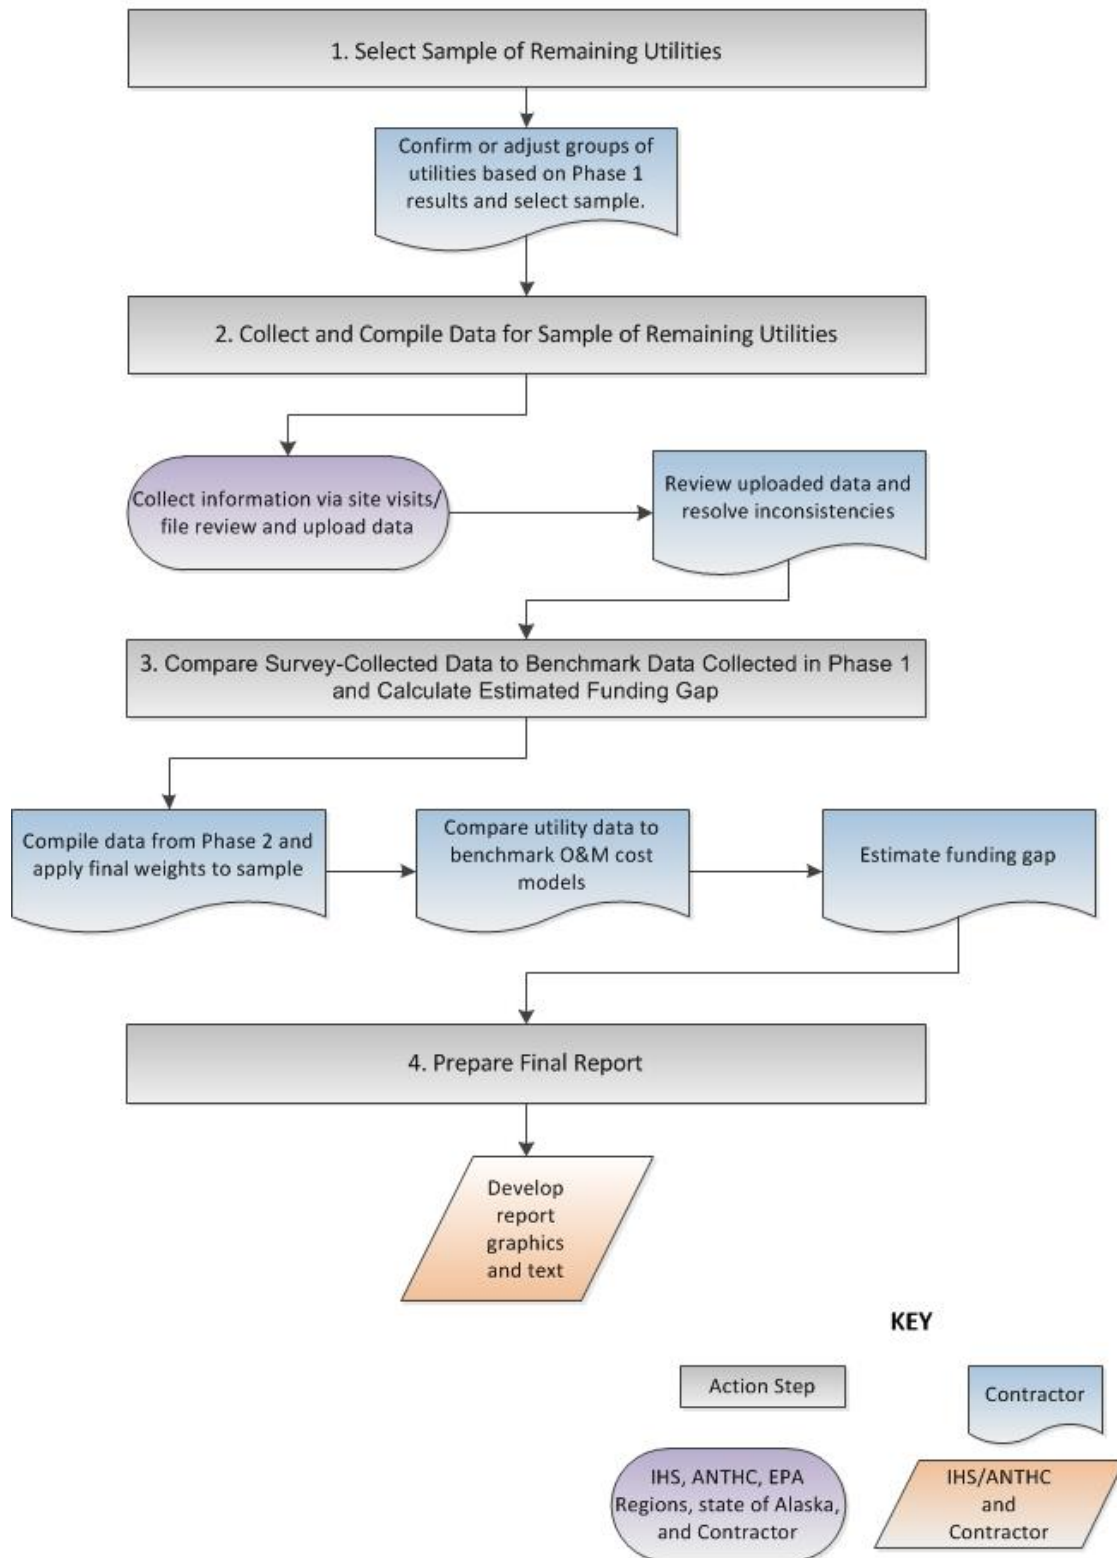 1. Select Sample of Remaining Utilities
Confirm or adjust groups of
utilities based on Phase 1
results and select sample.
2. Collect and Compile Data for Sample of Remaining Utilities
Collect information via site visits/
file review and upload data
Review uploaded data and
resolve inconsistencies
3. Compare Survey-Collected Data to Benchmark Data Collected in Phase 1
and Calculate Estimated Funding Gap
Compile data from Phase 2 and
apply final weights to sample
Compare utility data to
benchmark O&M cost
models
Estimate funding gap
4. Prepare Final Report
Develop
report
graphics
and text
KEY
Action Step
Contractor
IHS, ANTHC, EPA
Regions, state of Alaska,
and Contractor
IHS/ANTHC
and
Contractor